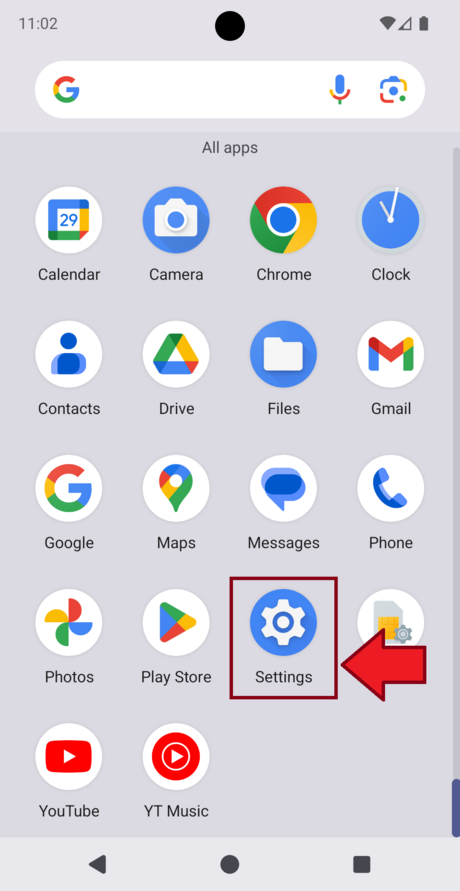 11:02
All apps
29
Calendar
Camera
Chrome
Clock
Contacts
Drive
Files
Gmail
Google
Maps
Messages
Phone
Photos
Play Store
Settings
YouTube
YT Music